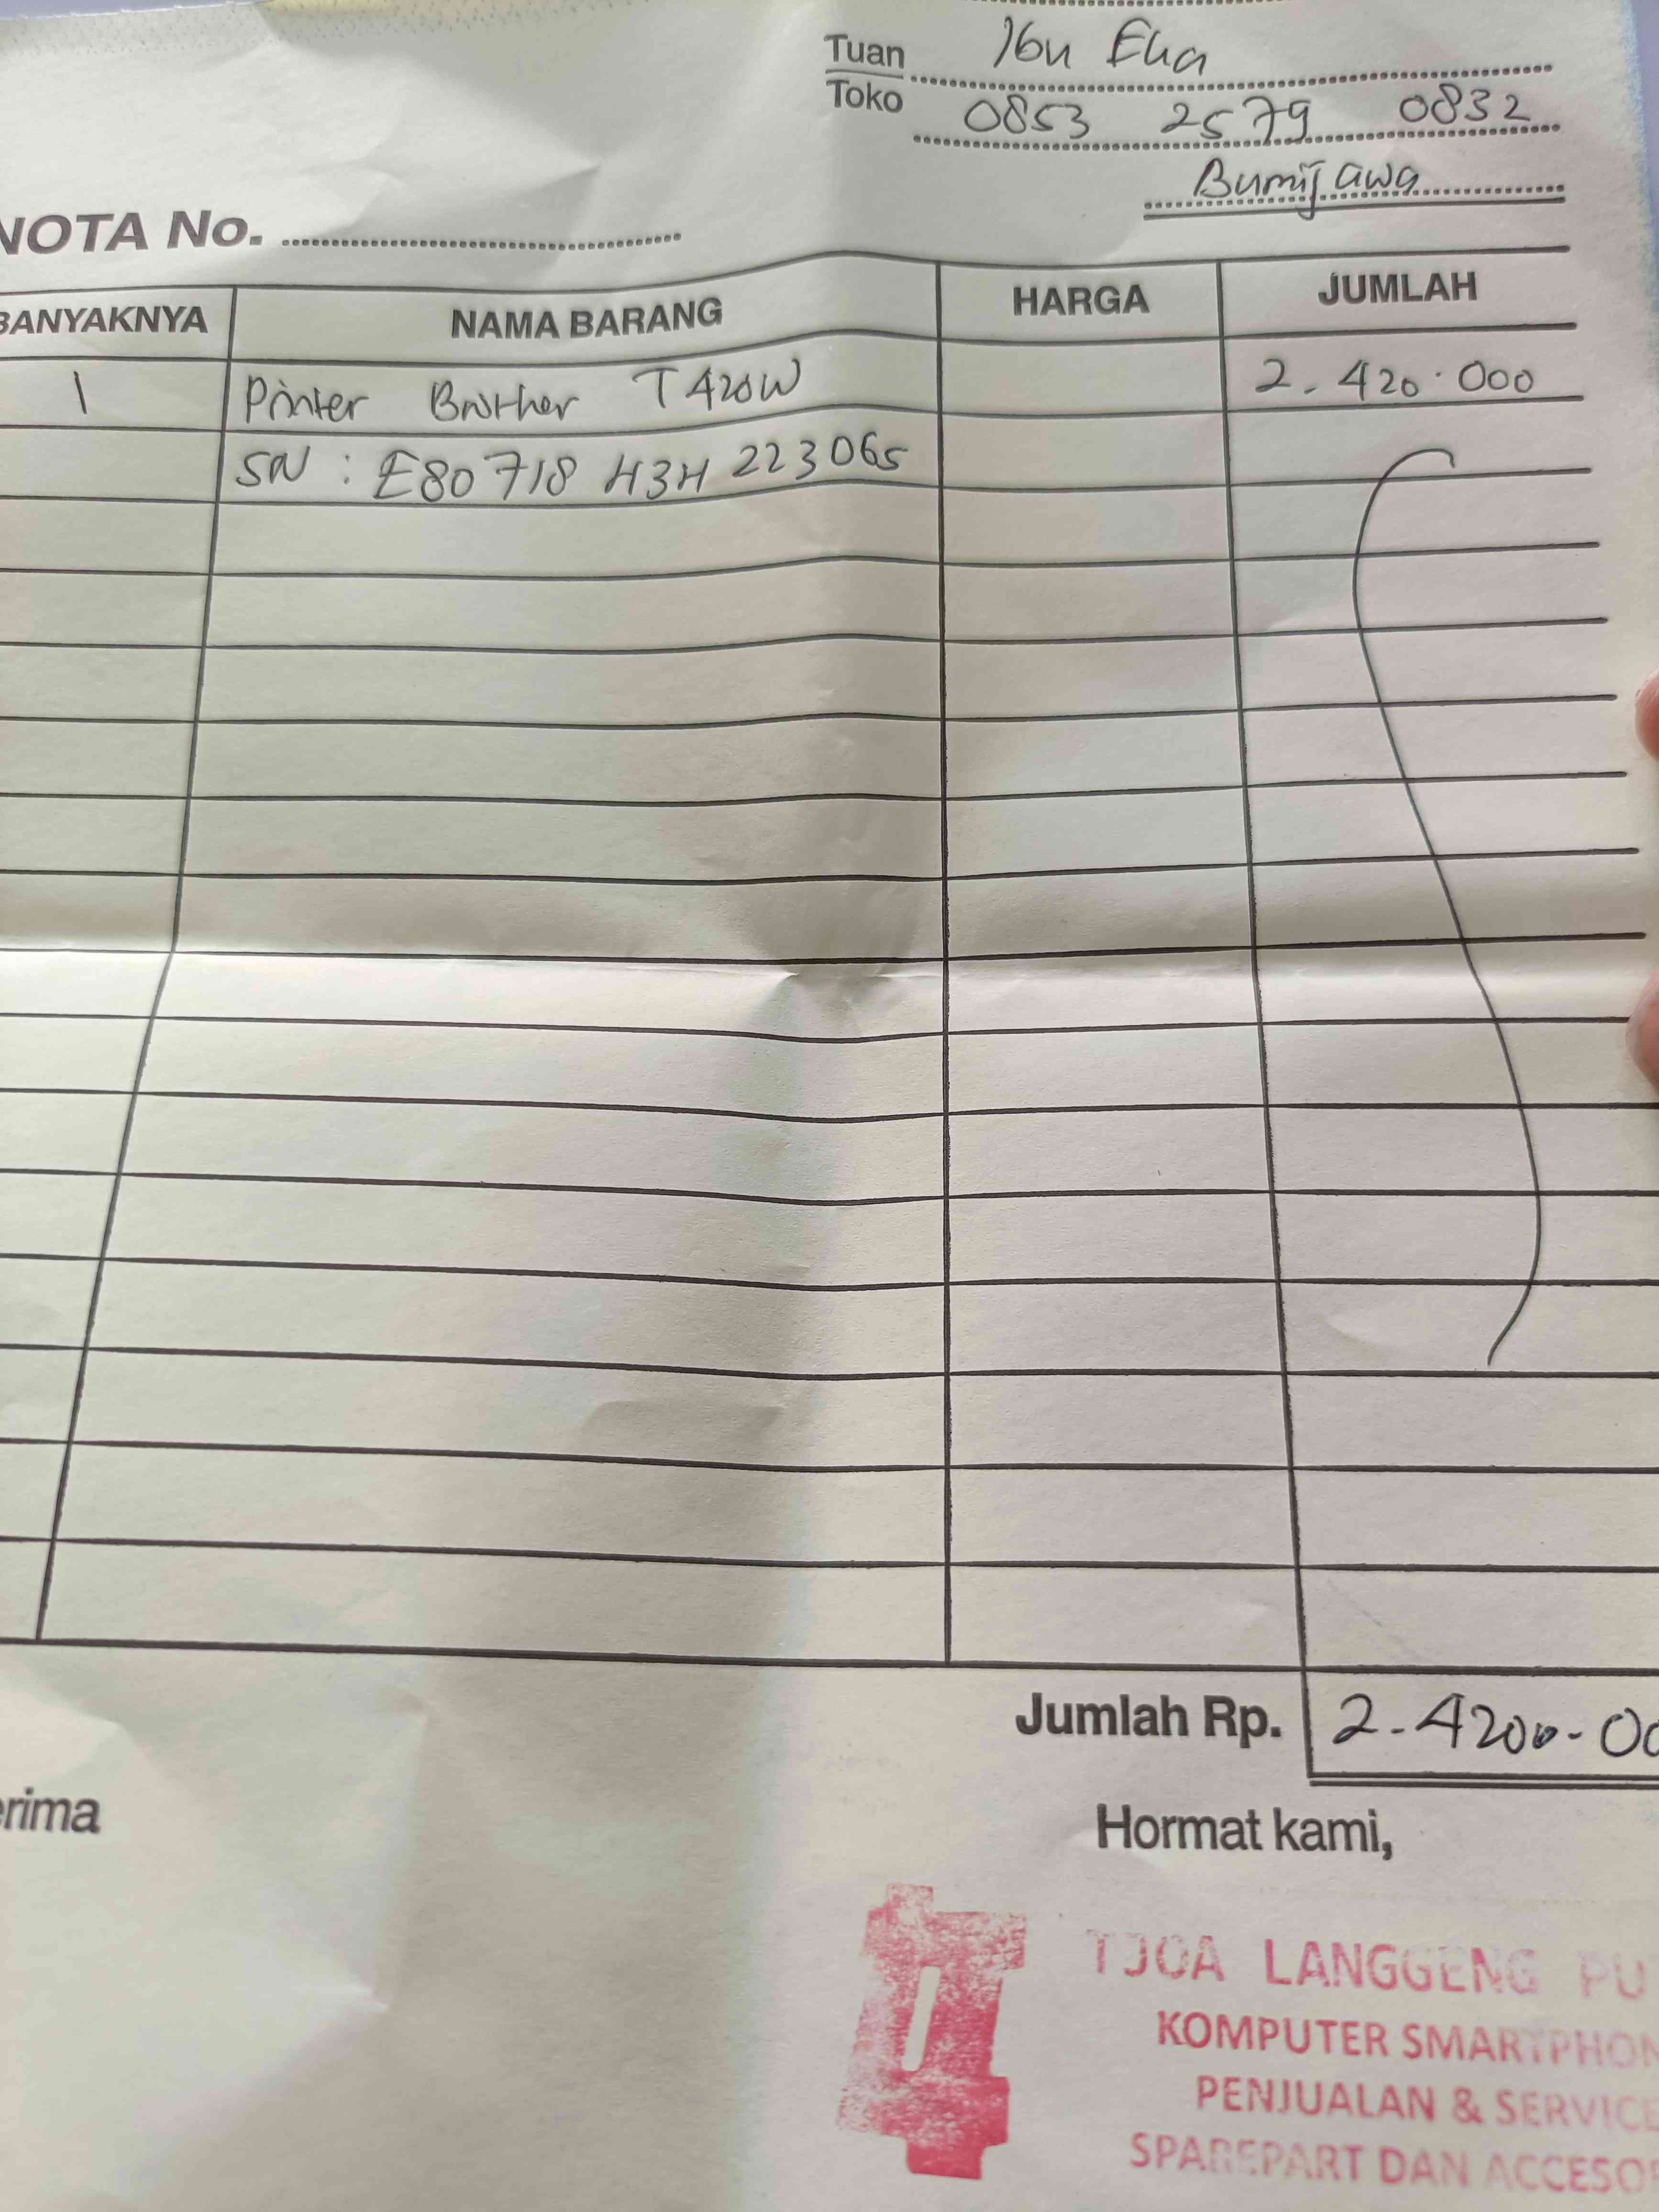 Tuan Ibu Eka
Toko 0853 2579 0832
Bumijawa
NOTA No.
BANYAKNYA NAMA BARANG HARGA JUMLAH
1 Printer Brother T420W 2.420.000
SN : E80718 H3H 223065
Jumlah Rp. 2-4200-00
erima
Hormat kami,
TJOA LANGGENG PU
KOMPUTER SMARTPHON
PENJUALAN & SERVICE
SPAREPART DAN ACCESO